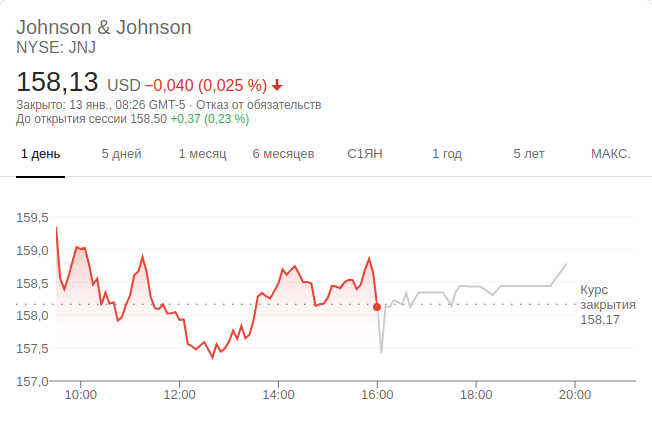 Johnson & Johnson
NYSE: JNJ
158,13 USD −0,040 (0,025 %)
Закрыто: 13 янв., 08:26 GMT-5 · Отказ от обязательств
До открытия сессии 158,50 +0,37 (0,23 %)
1 день 5 дней 1 месяц 6 месяцев С1ЯН 1 год 5 лет МАКС.
159,5
159,0
158,5
158,0
157,5
157,0
Курс
закрытия
158,17
10:00 12:00 14:00 16:00 18:00 20:00